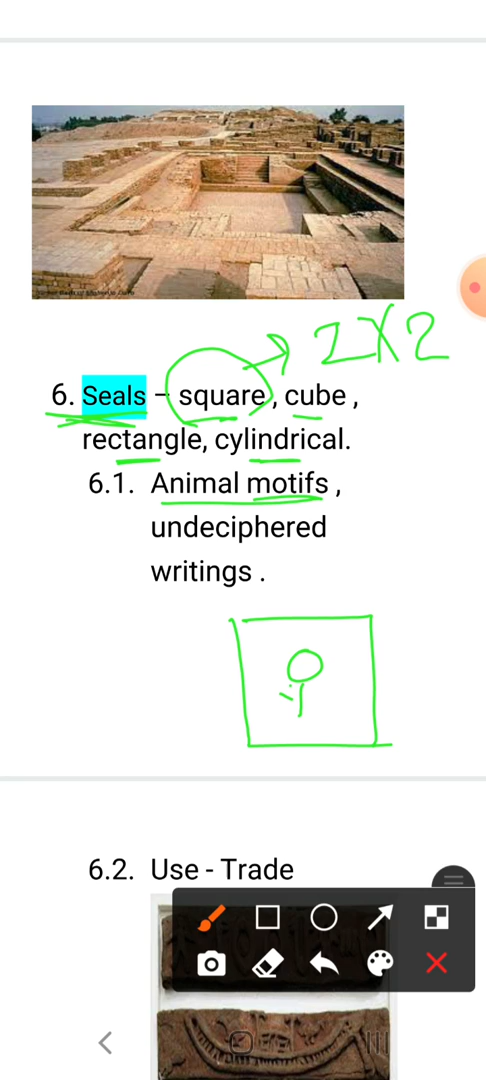 2X2
6. Seals – square, cube,
rectangle, cylindrical.
6.1. Animal motifs,
undeciphered
writings.
6.2. Use - Trade